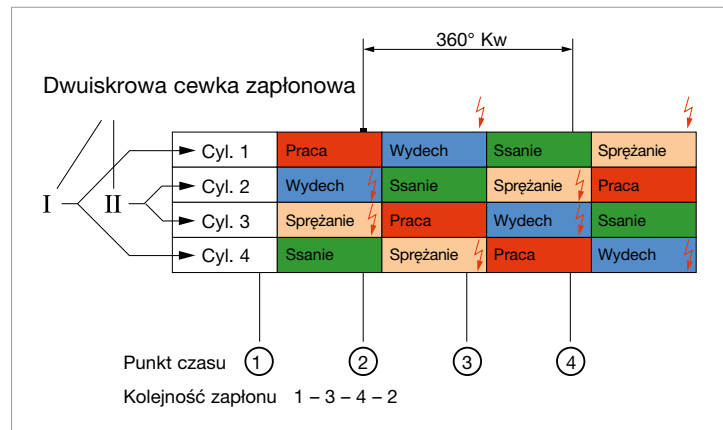 360° Kw
Dwuiskrowa cewka zapłonowa
Cyl. 1 Praca Wydech Ssanie Sprężanie
I II Cyl. 2 Wydech Ssanie Sprężanie Praca
Cyl. 3 Sprężanie Praca Wydech Ssanie
Cyl. 4 Ssanie Sprężanie Praca Wydech
Punkt czasu 1 2 3 4
Kolejność zapłonu 1 – 3 – 4 – 2